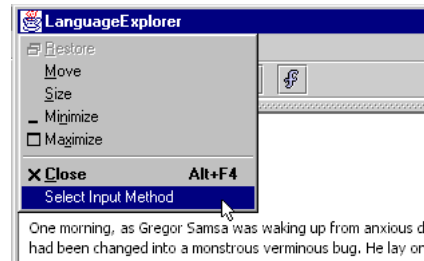 LanguageExplorer
Restore
Move
Size
Minimize
Maximize
Close Alt+F4
Select Input Method
One morning, as Gregor Samsa was waking up from anxious d
had been changed into a monstrous verminous bug. He lay on